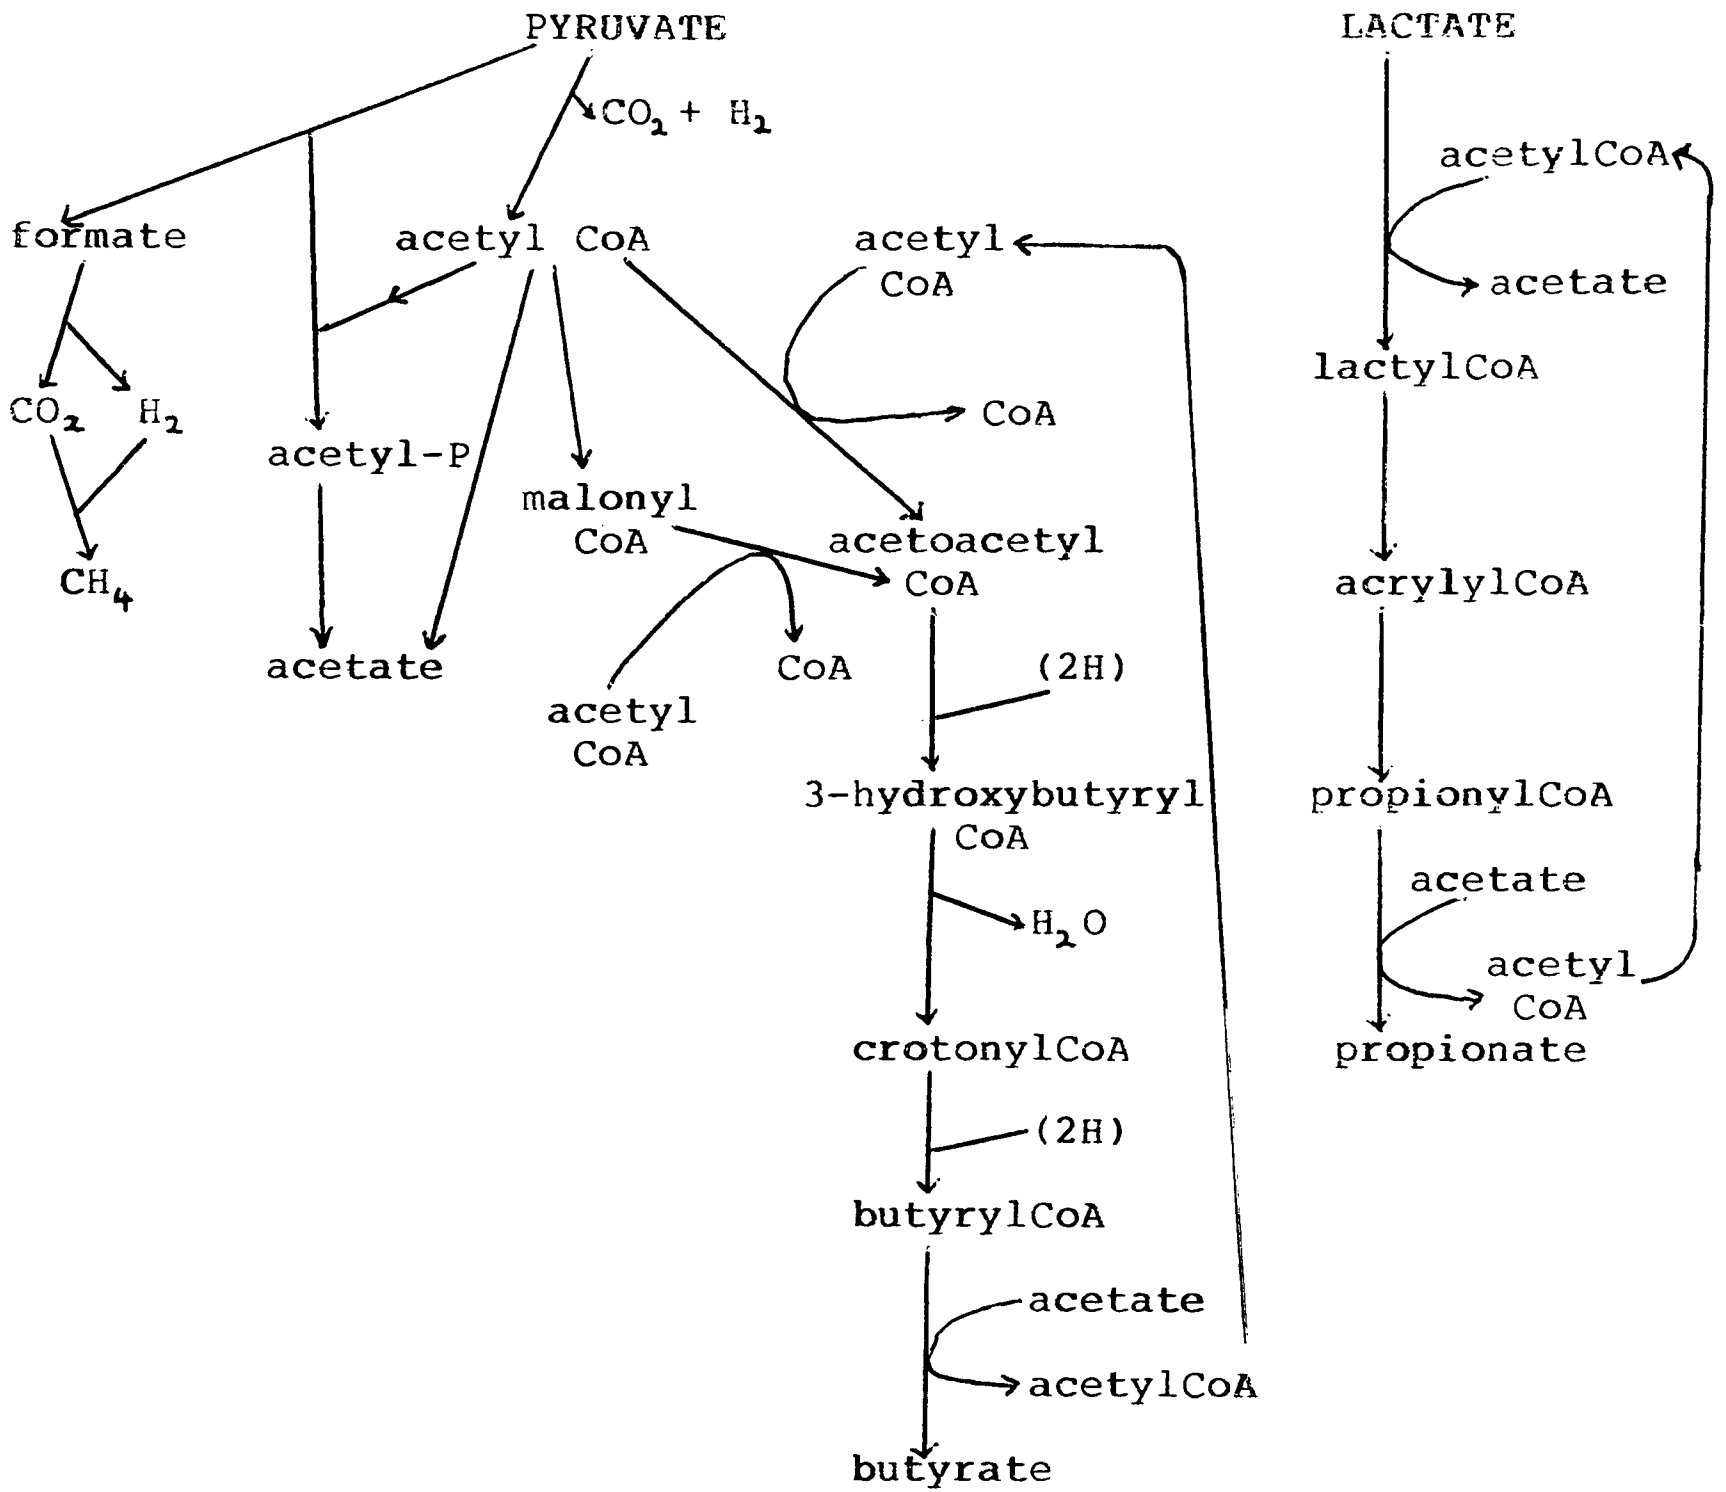 PYRUVATE
LACTATE
CO₂ + H₂
acetylCoA
formate
acetyl CoA
acetyl
CoA
acetate
lactylCoA
CO₂
H₂
CoA
acetyl-P
malonyl
CoA
acetoacetyl
CoA
CH₄
acrylylCoA
acetate
CoA
(2H)
acetyl
CoA
3-hydroxybutyryl
CoA
propionylCoA
acetate
H₂O
acetyl
CoA
crotonylCoA
propionate
(2H)
butyrylCoA
acetate
acetylCoA
butyrate